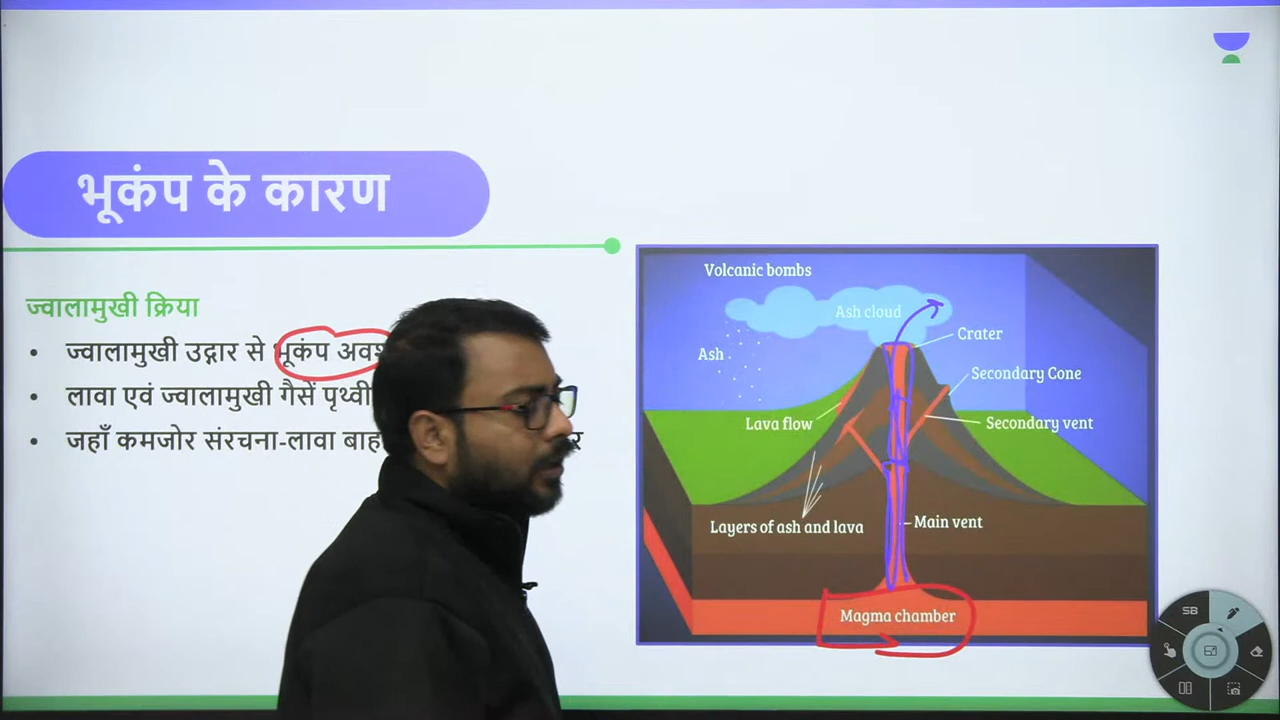 भूकंप के कारण
ज्वालामुखी क्रिया
• ज्वालामुखी उद्गार से भूकंप
• लावा एवं ज्वालामुखी गैसें पृथ्वी
• जहाँ कमजोर संरचना-लावा
Volcanic bombs
Ash cloud
Crater
Ash
Secondary Cone
Lava flow
Secondary vent
Layers of ash and lava
Main vent
Magma chamber
SB